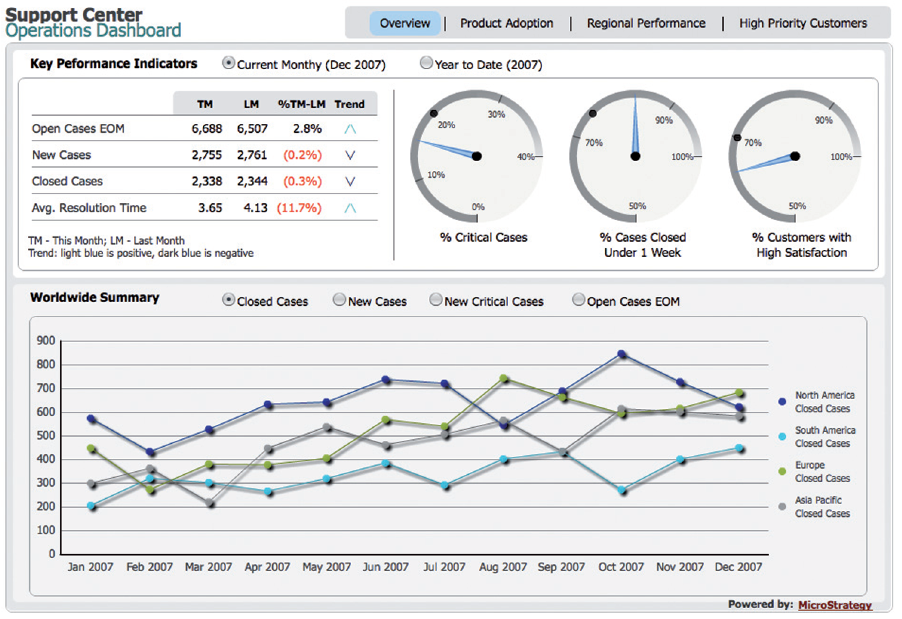 Support Center
Operations Dashboard
Overview | Product Adoption | Regional Performance | High Priority Customers
Key Peformance Indicators
Current Monthy (Dec 2007)
Year to Date (2007)
TM LM %TM-LM Trend
Open Cases EOM 6,688 6,507 2.8%
New Cases 2,755 2,761 (0.2%)
Closed Cases 2,338 2,344 (0.3%)
Avg. Resolution Time 3.65 4.13 (11.7%)
TM - This Month; LM - Last Month
Trend: light blue is positive, dark blue is negative
0%
10%
20%
30%
40%
% Critical Cases
50%
70%
90%
100%
% Cases Closed
Under 1 Week
50%
70%
90%
100%
% Customers with
High Satisfaction
Worldwide Summary
Closed Cases
New Cases
New Critical Cases
Open Cases EOM
900
800
700
600
500
400
300
200
100
0
Jan 2007 Feb 2007 Mar 2007 Apr 2007 May 2007 Jun 2007 Jul 2007 Aug 2007 Sep 2007 Oct 2007 Nov 2007 Dec 2007
North America
Closed Cases
South America
Closed Cases
Europe
Closed Cases
Asia Pacific
Closed Cases
Powered by: MicroStrategy